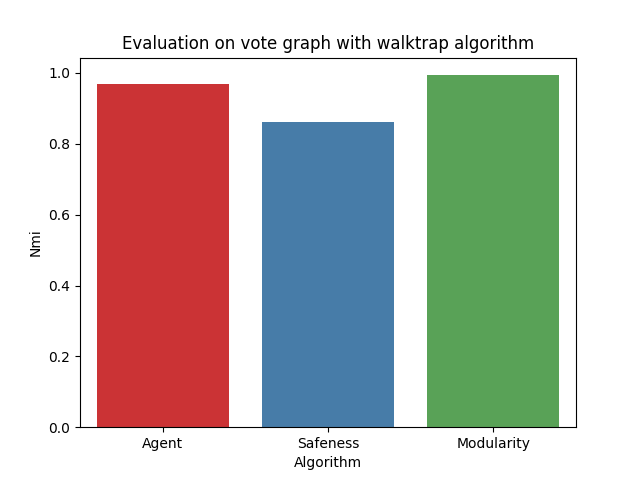 Evaluation on vote graph with walktrap algorithm
1.0
0.8
0.6
0.4
0.2
0.0
Nmi
Agent
Safeness
Modularity
Algorithm